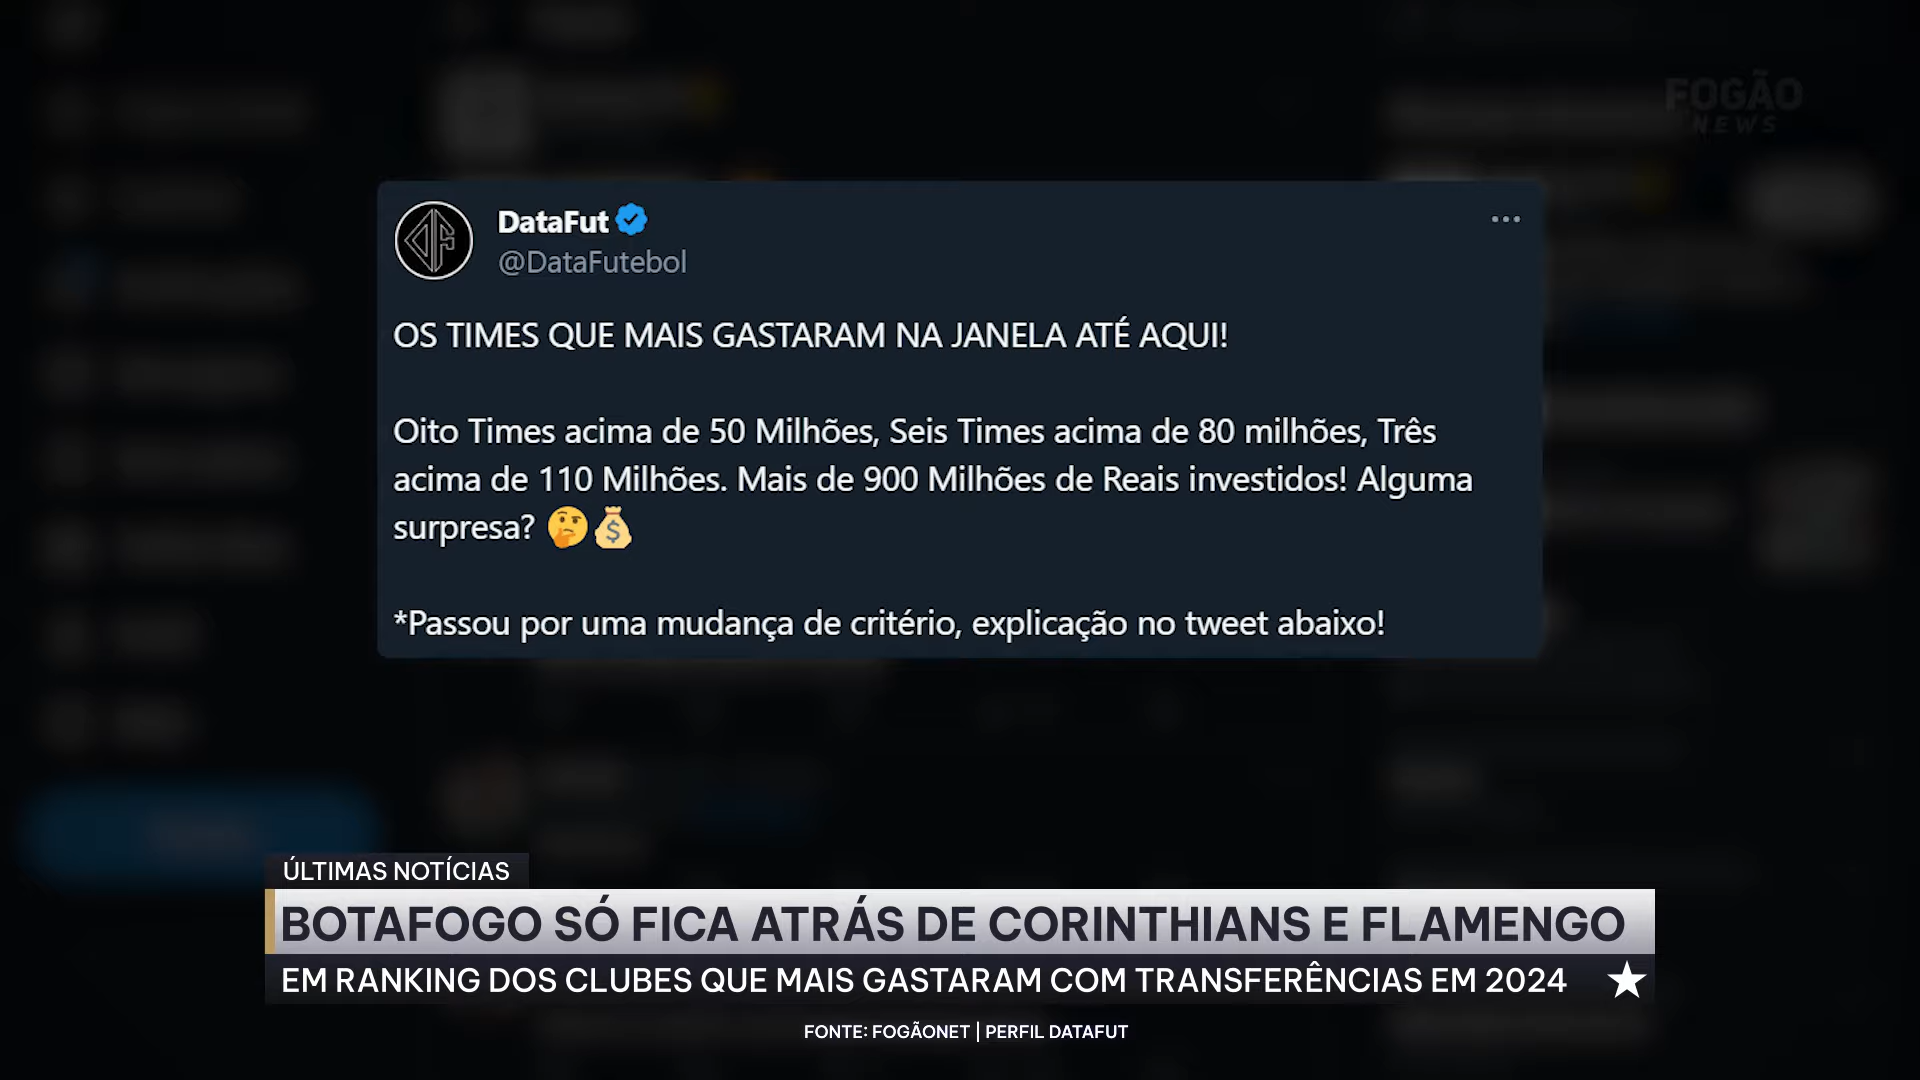 FOGÃO
NEWS
DataFut
@DataFutebol
OS TIMES QUE MAIS GASTARAM NA JANELA ATÉ AQUI!
Oito Times acima de 50 Milhões, Seis Times acima de 80 milhões, Três
acima de 110 Milhões. Mais de 900 Milhões de Reais investidos! Alguma
surpresa? 🤔💰
*Passou por uma mudança de critério, explicação no tweet abaixo!
ÚLTIMAS NOTÍCIAS
BOTAFOGO SÓ FICA ATRÁS DE CORINTHIANS E FLAMENGO
EM RANKING DOS CLUBES QUE MAIS GASTARAM COM TRANSFERÊNCIAS EM 2024
FONTE: FOGÃONET | PERFIL DATAFUT